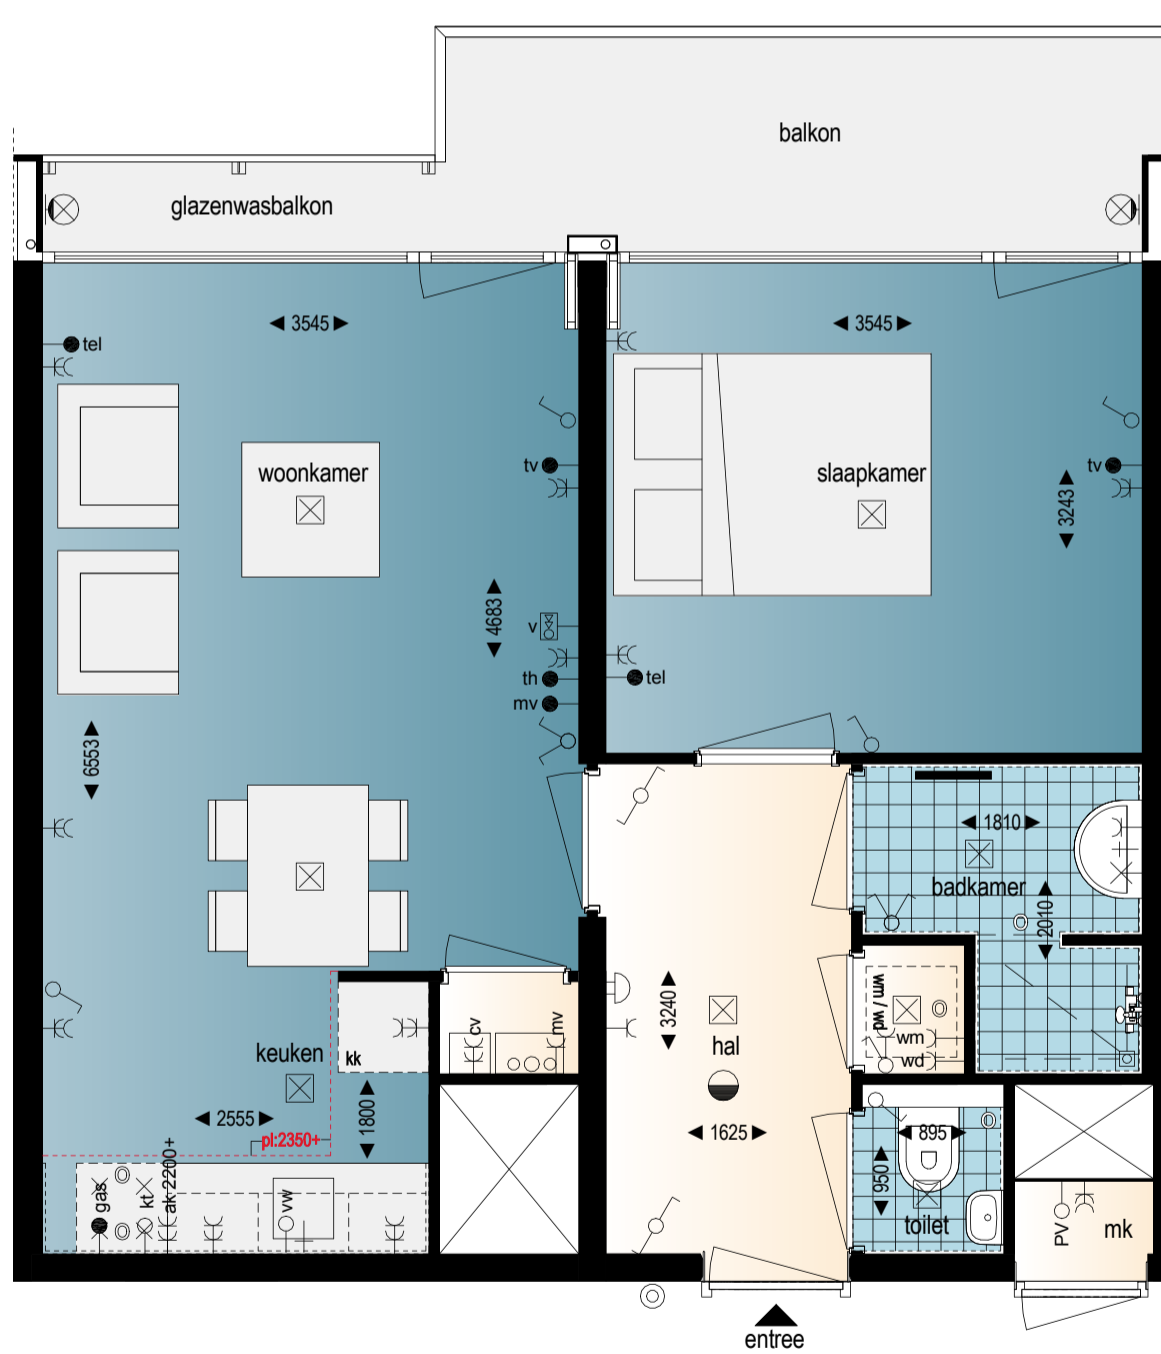 balkon
glazenwasbalkon
3545
3545
tel
woonkamer
tv
slaapkamer
tv
3243
4683
v
th
mv
tel
6553
1810
badkamer
2010
keuken
kk
cv
mv
3240
hal
wm / wd
wm
wd
2555
1800
pl:2350+
1625
895
950
toilet
gas
kt
ak 2200+
vw
PV
mk
entree